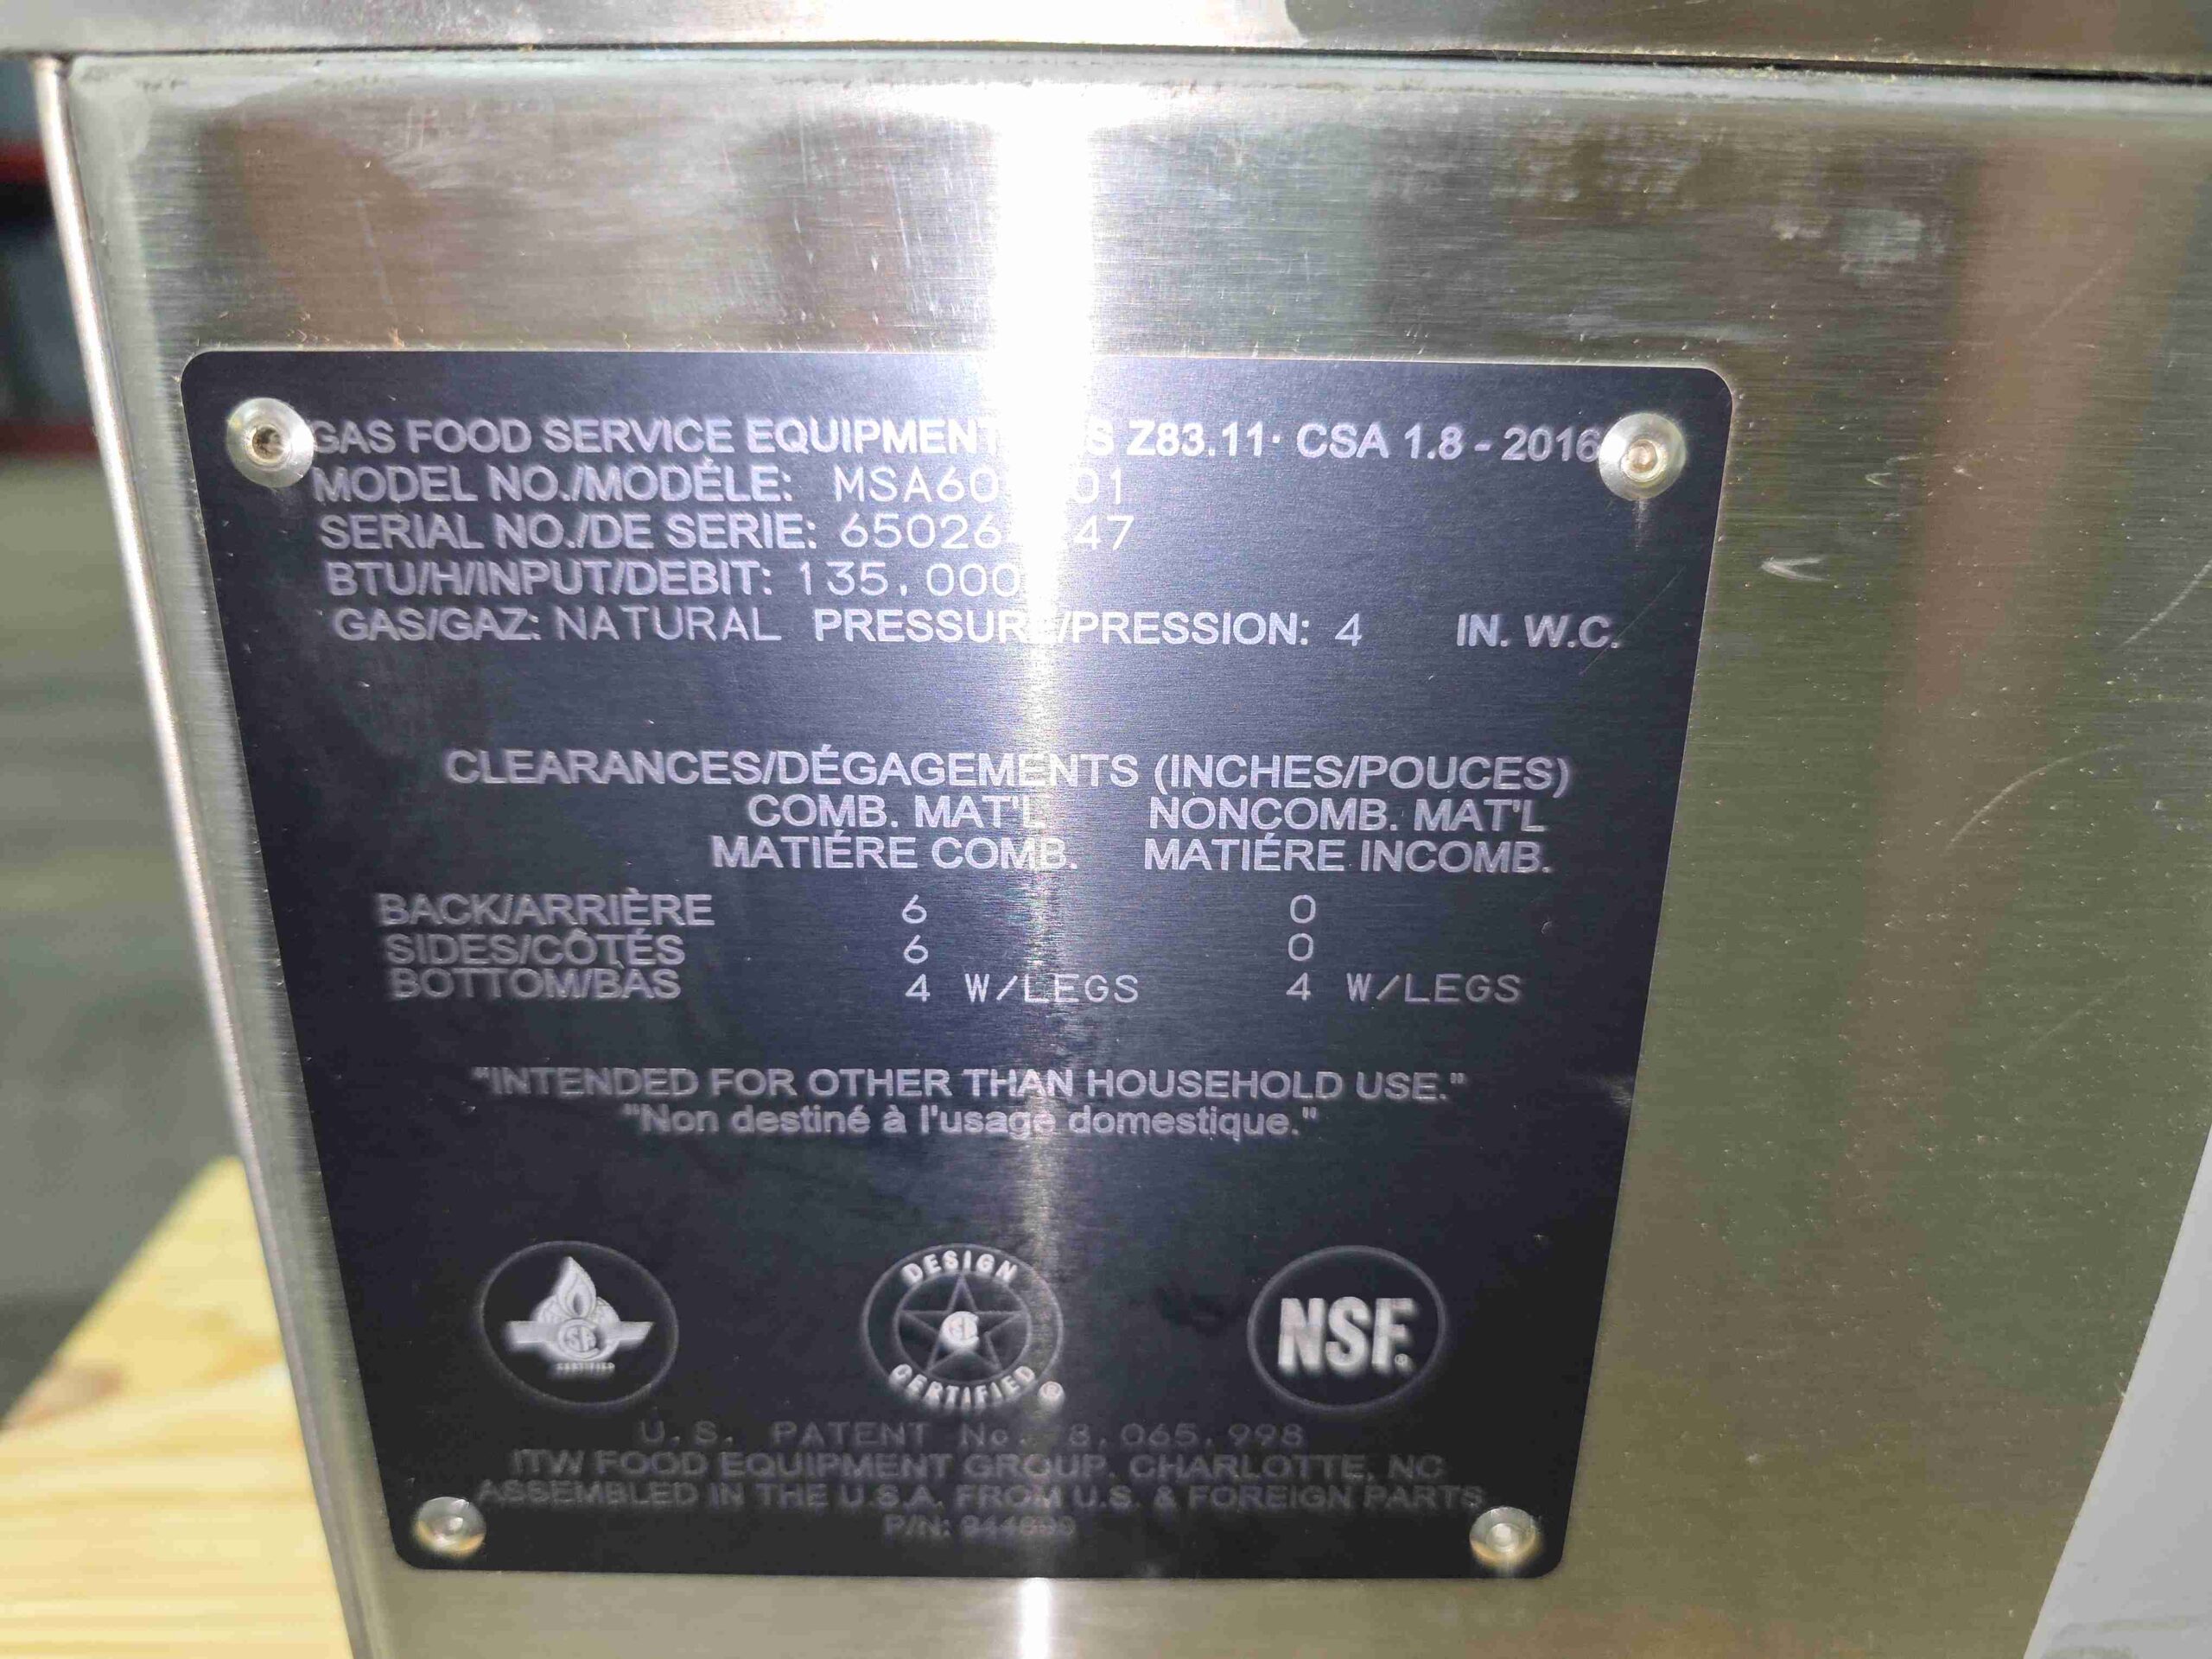 GAS FOOD SERVICE EQUIPMENT Z83.11· CSA 1.8 - 2016
MODEL NO./MODÉLE:
SERIAL NO./DE SERIE:
BTU/H/INPUT/DEBIT: 135,000
GAS/GAZ: NATURAL PRESSURE/PRESSION: 4 IN. W.C.
CLEARANCES/DÉGAGEMENTS (INCHES/POUCES)
COMB. MAT'L NONCOMB. MAT'L
MATIÉRE COMB. MATIÉRE INCOMB.
BACK/ARRIÈRE 6 0
SIDES/CÔTÉS 6 0
BOTTOM/BAS 4 W/LEGS 4 W/LEGS
"INTENDED FOR OTHER THAN HOUSEHOLD USE."
"Non destiné à l'usage domestique."
DESIGN
CERTIFIED ®
CERTIFIED
NSF®
U.S. PATENT No. 8,065,998
ITW FOOD EQUIPMENT GROUP, CHARLOTTE, NC
ASSEMBLED IN THE U.S.A. FROM U.S. & FOREIGN PARTS
P/N: